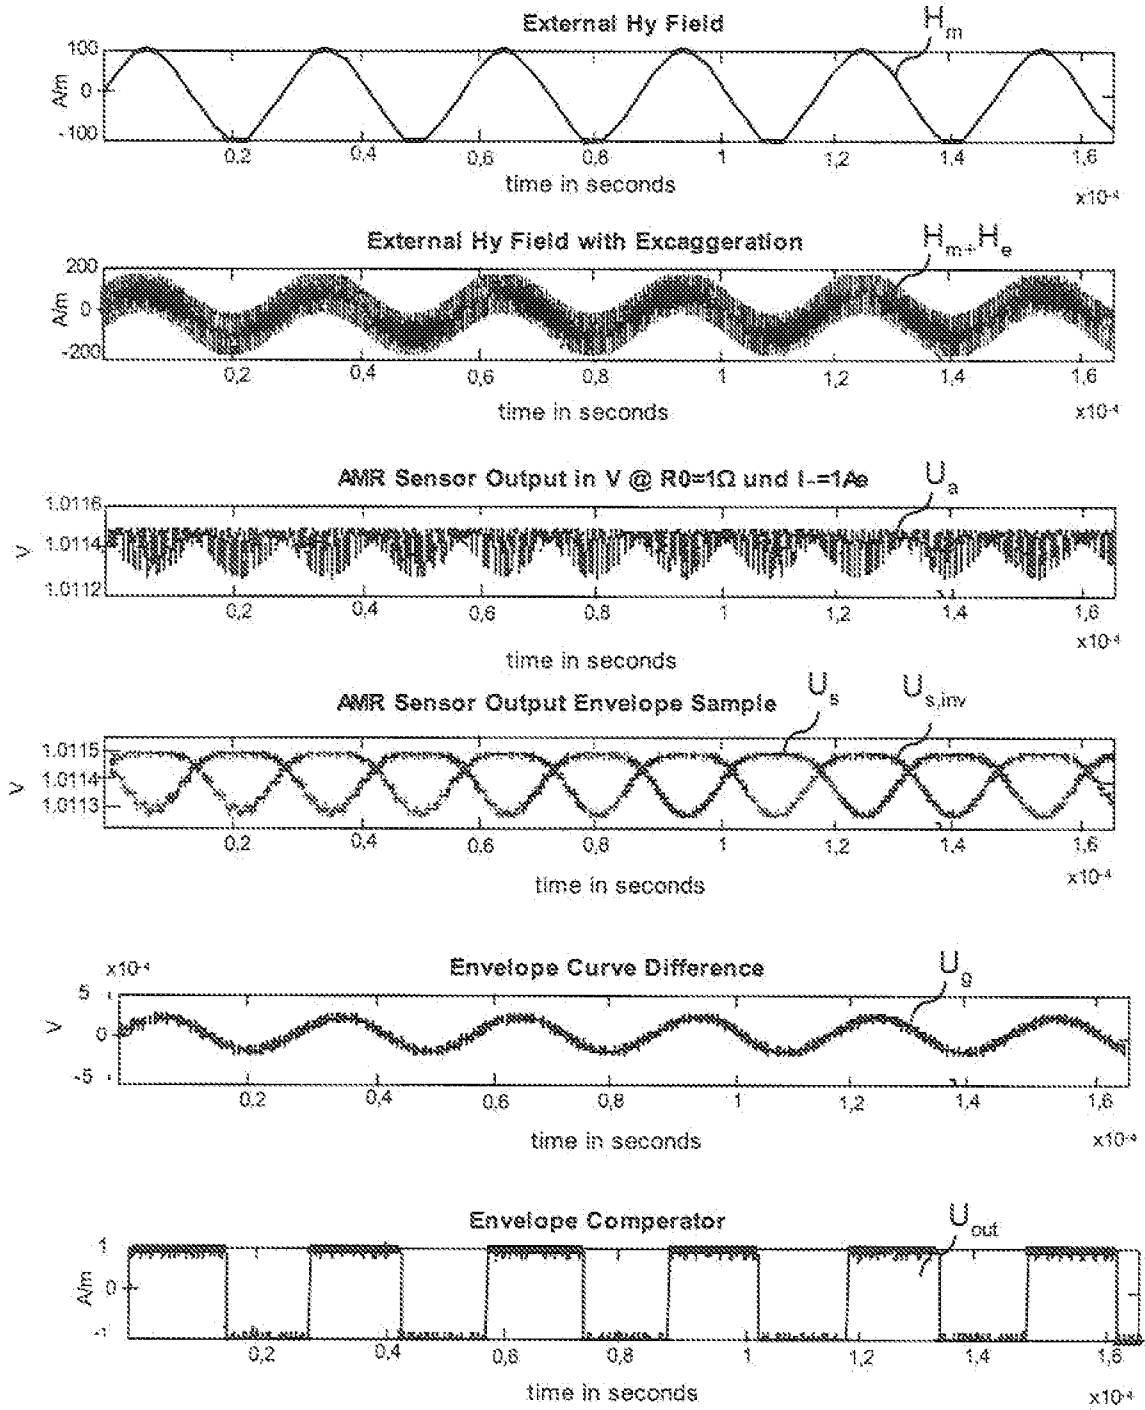 External Hy Field
H_m
100
0
-100
A/m
0,2 0,4 0,6 0,8 1 1,2 1,4 1,6
time in seconds
x10⁻⁴
External Hy Field with Excaggeration
H_m+ H_e
200
0
-200
A/m
0,2 0,4 0,6 0,8 1 1,2 1,4 1,6
time in seconds
x10⁻⁴
AMR Sensor Output in V @ R0=1Ω und I-=1Ae
U_a
1.0116
1.0114
1.0112
V
0,2 0,4 0,6 0,8 1 1,2 1,4 1,6
x10⁻⁴
time in seconds
AMR Sensor Output Envelope Sample
U_s
U_s,inv
1.0115
1.0114
1.0113
V
0,2 0,4 0,6 0,8 1 1,2 1,4 1,6
x10⁻⁴
time in seconds
Envelope Curve Difference
U_g
x10⁻⁴
5
0
-5
V
0,2 0,4 0,6 0,8 1 1,2 1,4 1,6
time in seconds
x10⁻⁴
Envelope Comperator
U_out
1
0
-1
A/m
0,2 0,4 0,6 0,8 1 1,2 1,4 1,6
time in seconds
x10⁻⁴